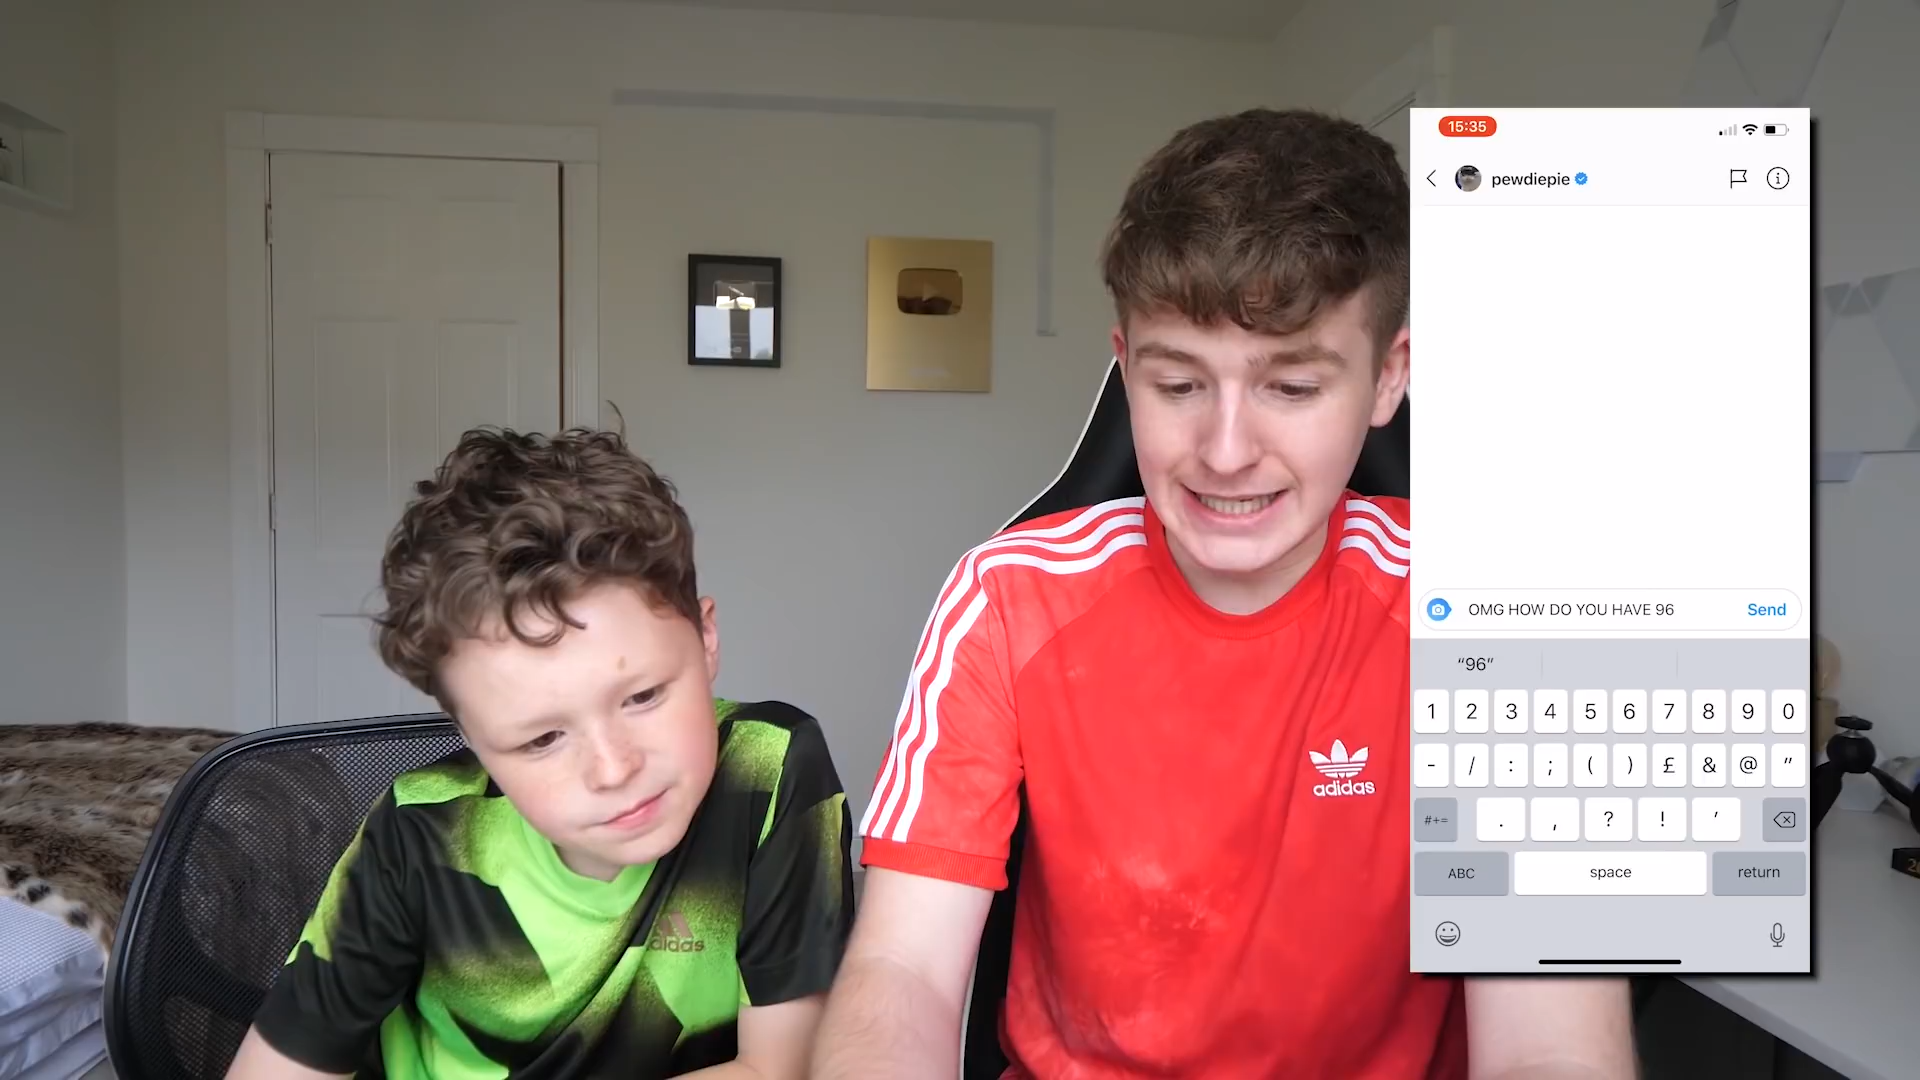 15:35
pewdiepie
OMG HOW DO YOU HAVE 96
Send
“96”
1 2 3 4 5 6 7 8 9 0
- / : ; ( ) £ & @ "
#+= . , ? ! '
ABC space return
adidas
adidas